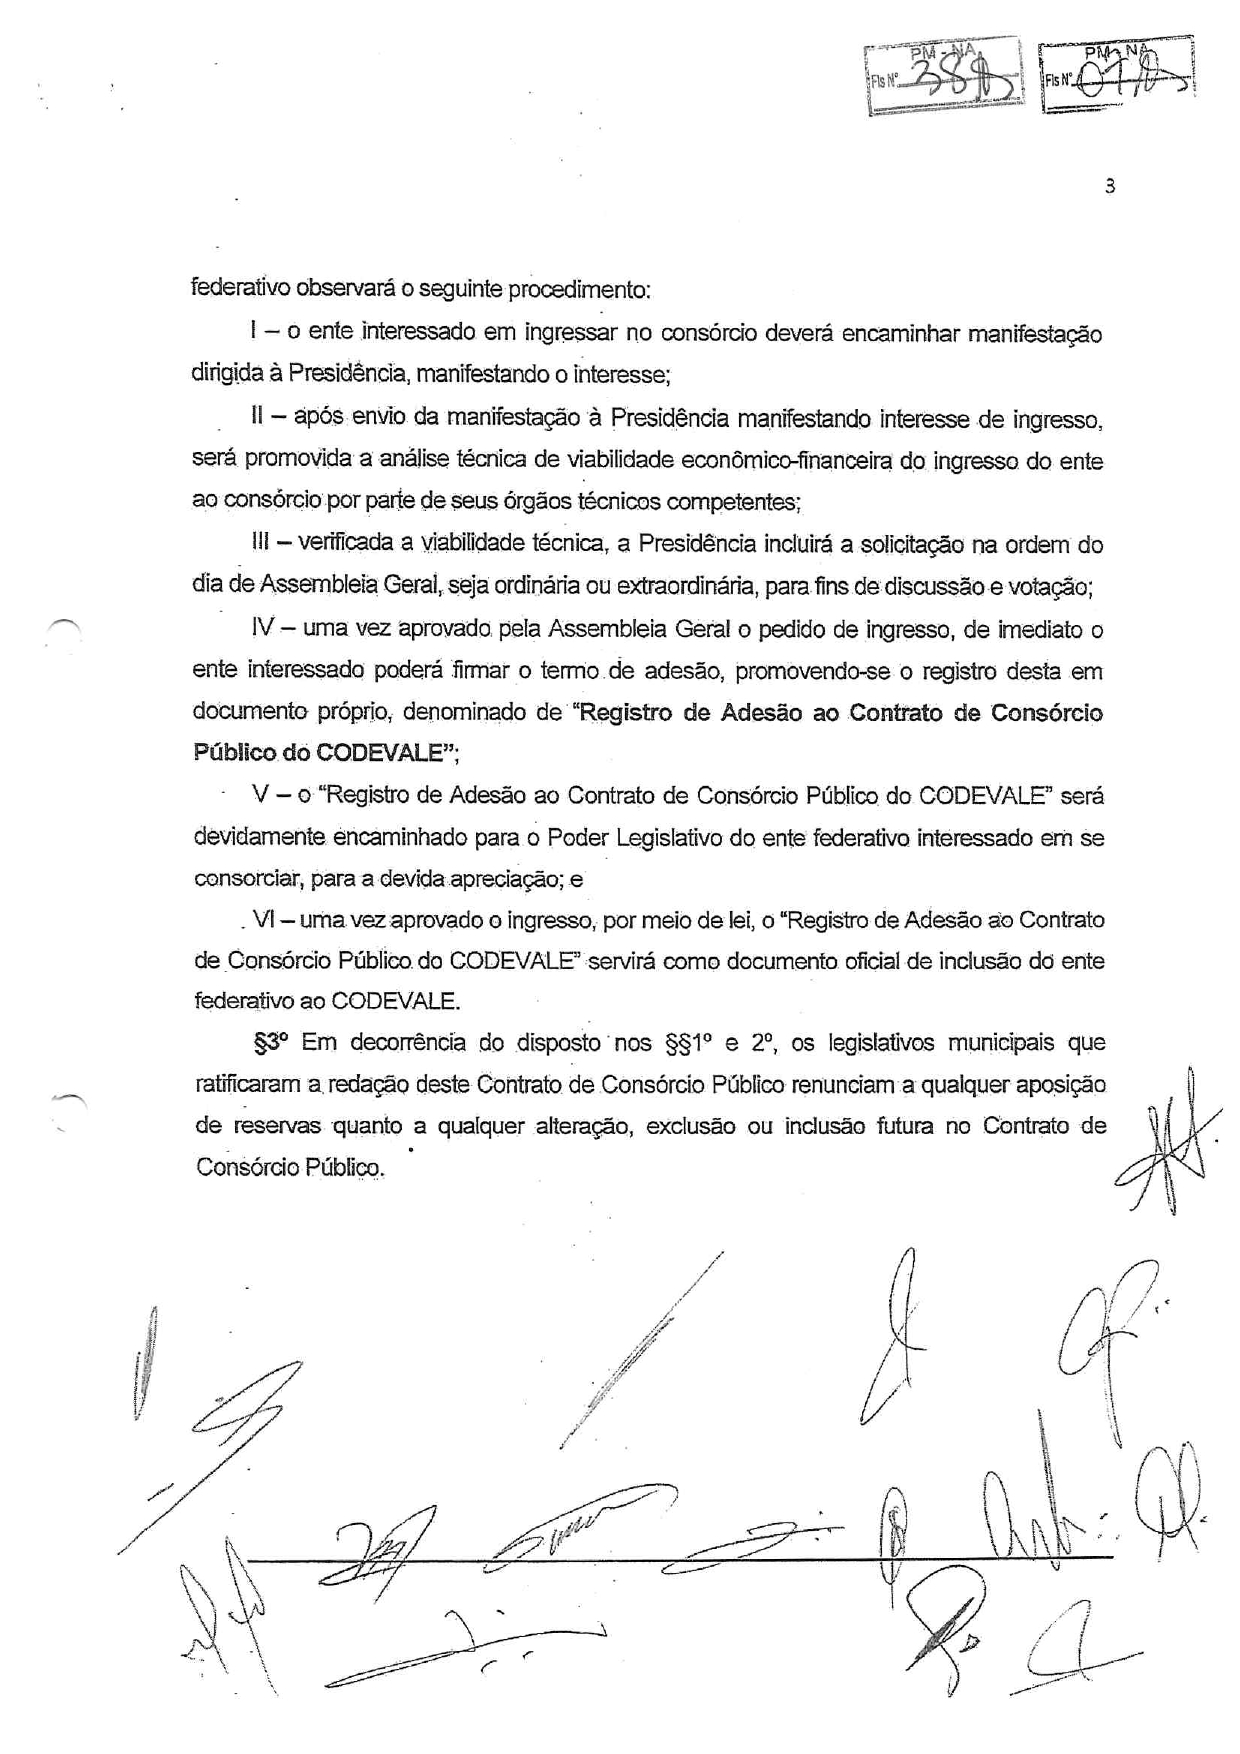 PM - NA
PM - NA
Fls Nº 38
Fls Nº 07
3
federativo observará o seguinte procedimento:
I – o ente interessado em ingressar no consórcio deverá encaminhar manifestação
dirigida à Presidência, manifestando o interesse;
II – após envio da manifestação à Presidência manifestando interesse de ingresso,
será promovida a análise técnica de viabilidade econômico-financeira do ingresso do ente
ao consórcio por parte de seus órgãos técnicos competentes;
III – verificada a viabilidade técnica, a Presidência incluirá a solicitação na ordem do
dia de Assembleia Geral, seja ordinária ou extraordinária, para fins de discussão e votação;
IV – uma vez aprovado pela Assembleia Geral o pedido de ingresso, de imediato o
ente interessado poderá firmar o termo de adesão, promovendo-se o registro desta em
documento próprio, denominado de “Registro de Adesão ao Contrato de Consórcio
Público do CODEVALE”;
V – o “Registro de Adesão ao Contrato de Consórcio Público do CODEVALE” será
devidamente encaminhado para o Poder Legislativo do ente federativo interessado em se
consorciar, para a devida apreciação; e
VI – uma vez aprovado o ingresso, por meio de lei, o “Registro de Adesão ao Contrato
de Consórcio Público do CODEVALE” servirá como documento oficial de inclusão do ente
federativo ao CODEVALE.
§3º Em decorrência do disposto nos §§1º e 2º, os legislativos municipais que
ratificaram a redação deste Contrato de Consórcio Público renunciam a qualquer aposição
de reservas quanto a qualquer alteração, exclusão ou inclusão futura no Contrato de
Consórcio Público.